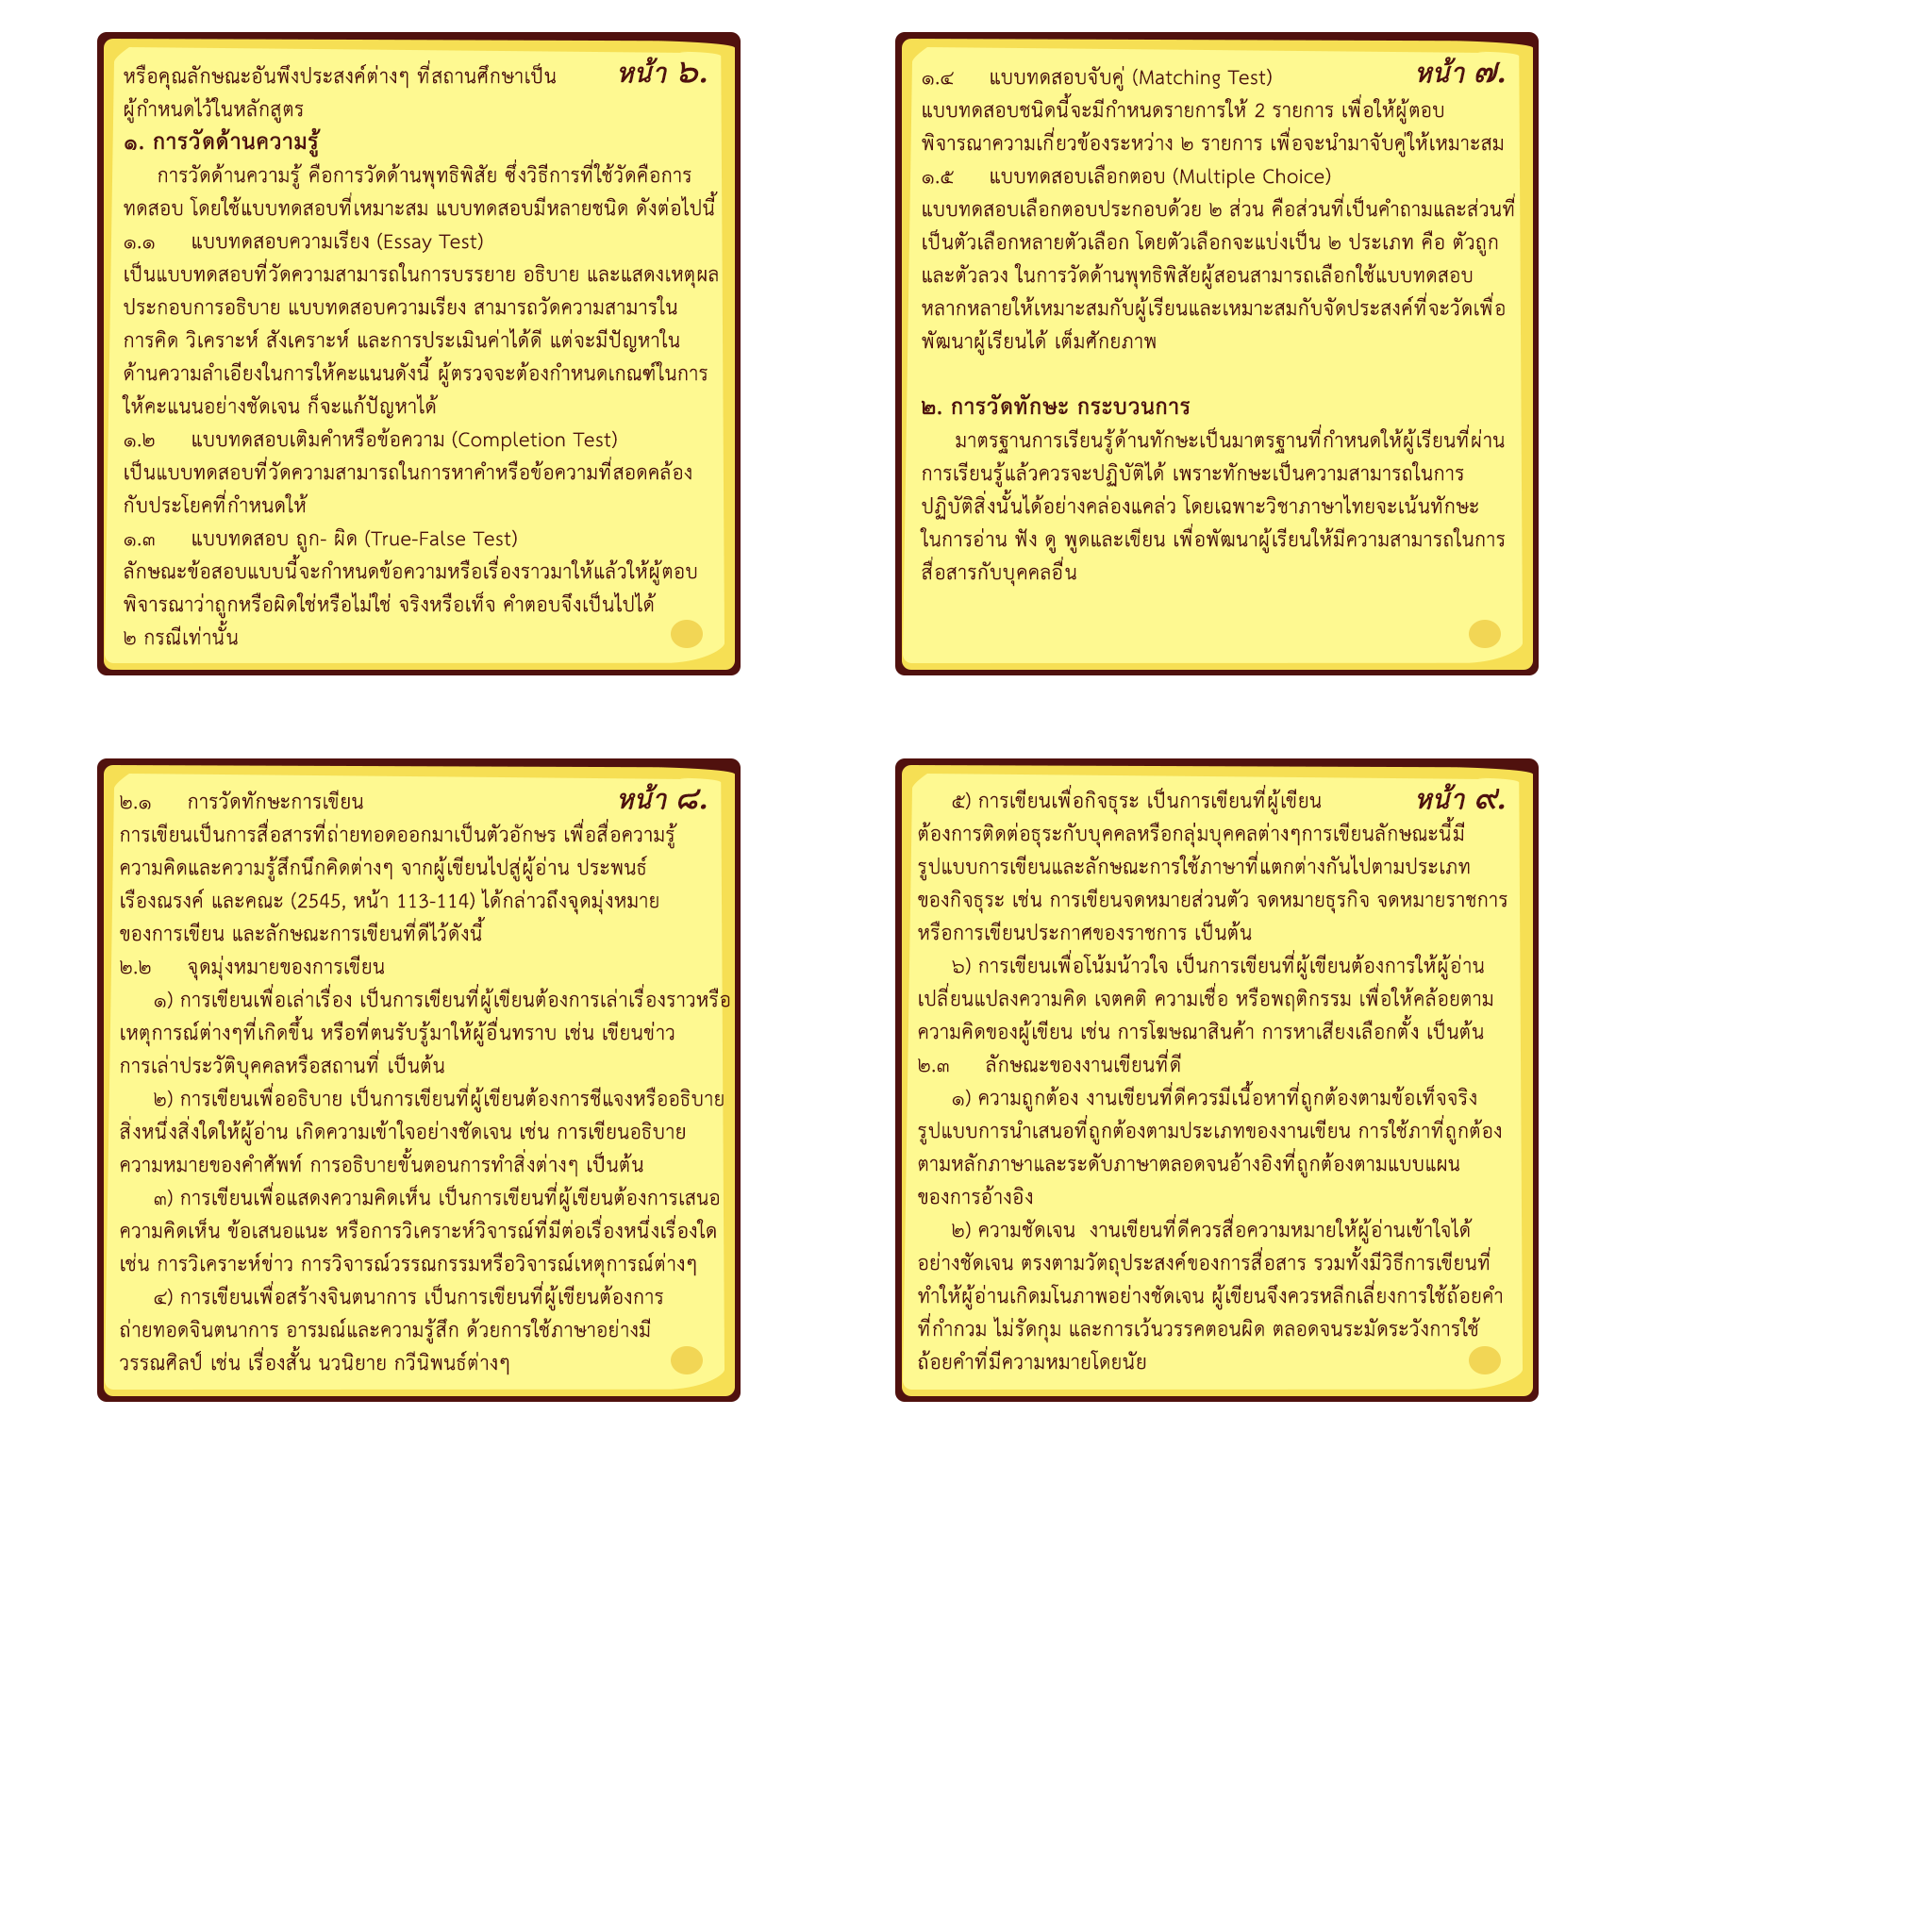 หน้า ๖.
หรือคุณลักษณะอันพึงประสงค์ต่างๆ ที่สถานศึกษาเป็น
ผู้กำหนดไว้ในหลักสูตร
๑. การวัดด้านความรู้
การวัดด้านความรู้ คือการวัดด้านพุทธิพิสัย ซึ่งวิธีการที่ใช้วัดคือการ
ทดสอบ โดยใช้แบบทดสอบที่เหมาะสม แบบทดสอบมีหลายชนิด ดังต่อไปนี้
๑.๑ แบบทดสอบความเรียง (Essay Test)
เป็นแบบทดสอบที่วัดความสามารถในการบรรยาย อธิบาย และแสดงเหตุผล
ประกอบการอธิบาย แบบทดสอบความเรียง สามารถวัดความสามารใน
การคิด วิเคราะห์ สังเคราะห์ และการประเมินค่าได้ดี แต่จะมีปัญหาใน
ด้านความลำเอียงในการให้คะแนนดังนี้ ผู้ตรวจจะต้องกำหนดเกณฑ์ในการ
ให้คะแนนอย่างชัดเจน ก็จะแก้ปัญหาได้
๑.๒ แบบทดสอบเติมคำหรือข้อความ (Completion Test)
เป็นแบบทดสอบที่วัดความสามารถในการหาคำหรือข้อความที่สอดคล้อง
กับประโยคที่กำหนดให้
๑.๓ แบบทดสอบ ถูก- ผิด (True-False Test)
ลักษณะข้อสอบแบบนี้จะกำหนดข้อความหรือเรื่องราวมาให้แล้วให้ผู้ตอบ
พิจารณาว่าถูกหรือผิดใช่หรือไม่ใช่ จริงหรือเท็จ คำตอบจึงเป็นไปได้
๒ กรณีเท่านั้น
หน้า ๗.
๑.๔ แบบทดสอบจับคู่ (Matching Test)
แบบทดสอบชนิดนี้จะมีกำหนดรายการให้ 2 รายการ เพื่อให้ผู้ตอบ
พิจารณาความเกี่ยวข้องระหว่าง ๒ รายการ เพื่อจะนำมาจับคู่ให้เหมาะสม
๑.๕ แบบทดสอบเลือกตอบ (Multiple Choice)
แบบทดสอบเลือกตอบประกอบด้วย ๒ ส่วน คือส่วนที่เป็นคำถามและส่วนที่
เป็นตัวเลือกหลายตัวเลือก โดยตัวเลือกจะแบ่งเป็น ๒ ประเภท คือ ตัวถูก
และตัวลวง ในการวัดด้านพุทธิพิสัยผู้สอนสามารถเลือกใช้แบบทดสอบ
หลากหลายให้เหมาะสมกับผู้เรียนและเหมาะสมกับจัดประสงค์ที่จะวัดเพื่อ
พัฒนาผู้เรียนได้ เต็มศักยภาพ
๒. การวัดทักษะ กระบวนการ
มาตรฐานการเรียนรู้ด้านทักษะเป็นมาตรฐานที่กำหนดให้ผู้เรียนที่ผ่าน
การเรียนรู้แล้วควรจะปฏิบัติได้ เพราะทักษะเป็นความสามารถในการ
ปฏิบัติสิ่งนั้นได้อย่างคล่องแคล่ว โดยเฉพาะวิชาภาษาไทยจะเน้นทักษะ
ในการอ่าน ฟัง ดู พูดและเขียน เพื่อพัฒนาผู้เรียนให้มีความสามารถในการ
สื่อสารกับบุคคลอื่น
หน้า ๘.
๒.๑ การวัดทักษะการเขียน
การเขียนเป็นการสื่อสารที่ถ่ายทอดออกมาเป็นตัวอักษร เพื่อสื่อความรู้
ความคิดและความรู้สึกนึกคิดต่างๆ จากผู้เขียนไปสู่ผู้อ่าน ประพนธ์
เรืองณรงค์ และคณะ (2545, หน้า 113-114) ได้กล่าวถึงจุดมุ่งหมาย
ของการเขียน และลักษณะการเขียนที่ดีไว้ดังนี้
๒.๒ จุดมุ่งหมายของการเขียน
๑) การเขียนเพื่อเล่าเรื่อง เป็นการเขียนที่ผู้เขียนต้องการเล่าเรื่องราวหรือ
เหตุการณ์ต่างๆที่เกิดขึ้น หรือที่ตนรับรู้มาให้ผู้อื่นทราบ เช่น เขียนข่าว
การเล่าประวัติบุคคลหรือสถานที่ เป็นต้น
๒) การเขียนเพื่ออธิบาย เป็นการเขียนที่ผู้เขียนต้องการชีแจงหรืออธิบาย
สิ่งหนึ่งสิ่งใดให้ผู้อ่าน เกิดความเข้าใจอย่างชัดเจน เช่น การเขียนอธิบาย
ความหมายของคำศัพท์ การอธิบายขั้นตอนการทำสิ่งต่างๆ เป็นต้น
๓) การเขียนเพื่อแสดงความคิดเห็น เป็นการเขียนที่ผู้เขียนต้องการเสนอ
ความคิดเห็น ข้อเสนอแนะ หรือการวิเคราะห์วิจารณ์ที่มีต่อเรื่องหนึ่งเรื่องใด
เช่น การวิเคราะห์ข่าว การวิจารณ์วรรณกรรมหรือวิจารณ์เหตุการณ์ต่างๆ
๔) การเขียนเพื่อสร้างจินตนาการ เป็นการเขียนที่ผู้เขียนต้องการ
ถ่ายทอดจินตนาการ อารมณ์และความรู้สึก ด้วยการใช้ภาษาอย่างมี
วรรณศิลป์ เช่น เรื่องสั้น นวนิยาย กวีนิพนธ์ต่างๆ
หน้า ๙.
๕) การเขียนเพื่อกิจธุระ เป็นการเขียนที่ผู้เขียน
ต้องการติดต่อธุระกับบุคคลหรือกลุ่มบุคคลต่างๆการเขียนลักษณะนี้มี
รูปแบบการเขียนและลักษณะการใช้ภาษาที่แตกต่างกันไปตามประเภท
ของกิจธุระ เช่น การเขียนจดหมายส่วนตัว จดหมายธุรกิจ จดหมายราชการ
หรือการเขียนประกาศของราชการ เป็นต้น
๖) การเขียนเพื่อโน้มน้าวใจ เป็นการเขียนที่ผู้เขียนต้องการให้ผู้อ่าน
เปลี่ยนแปลงความคิด เจตคติ ความเชื่อ หรือพฤติกรรม เพื่อให้คล้อยตาม
ความคิดของผู้เขียน เช่น การโฆษณาสินค้า การหาเสียงเลือกตั้ง เป็นต้น
๒.๓ ลักษณะของงานเขียนที่ดี
๑) ความถูกต้อง งานเขียนที่ดีควรมีเนื้อหาที่ถูกต้องตามข้อเท็จจริง
รูปแบบการนำเสนอที่ถูกต้องตามประเภทของงานเขียน การใช้ภาที่ถูกต้อง
ตามหลักภาษาและระดับภาษาตลอดจนอ้างอิงที่ถูกต้องตามแบบแผน
ของการอ้างอิง
๒) ความชัดเจน งานเขียนที่ดีควรสื่อความหมายให้ผู้อ่านเข้าใจได้
อย่างชัดเจน ตรงตามวัตถุประสงค์ของการสื่อสาร รวมทั้งมีวิธีการเขียนที่
ทำให้ผู้อ่านเกิดมโนภาพอย่างชัดเจน ผู้เขียนจึงควรหลีกเลี่ยงการใช้ถ้อยคำ
ที่กำกวม ไม่รัดกุม และการเว้นวรรคตอนผิด ตลอดจนระมัดระวังการใช้
ถ้อยคำที่มีความหมายโดยนัย